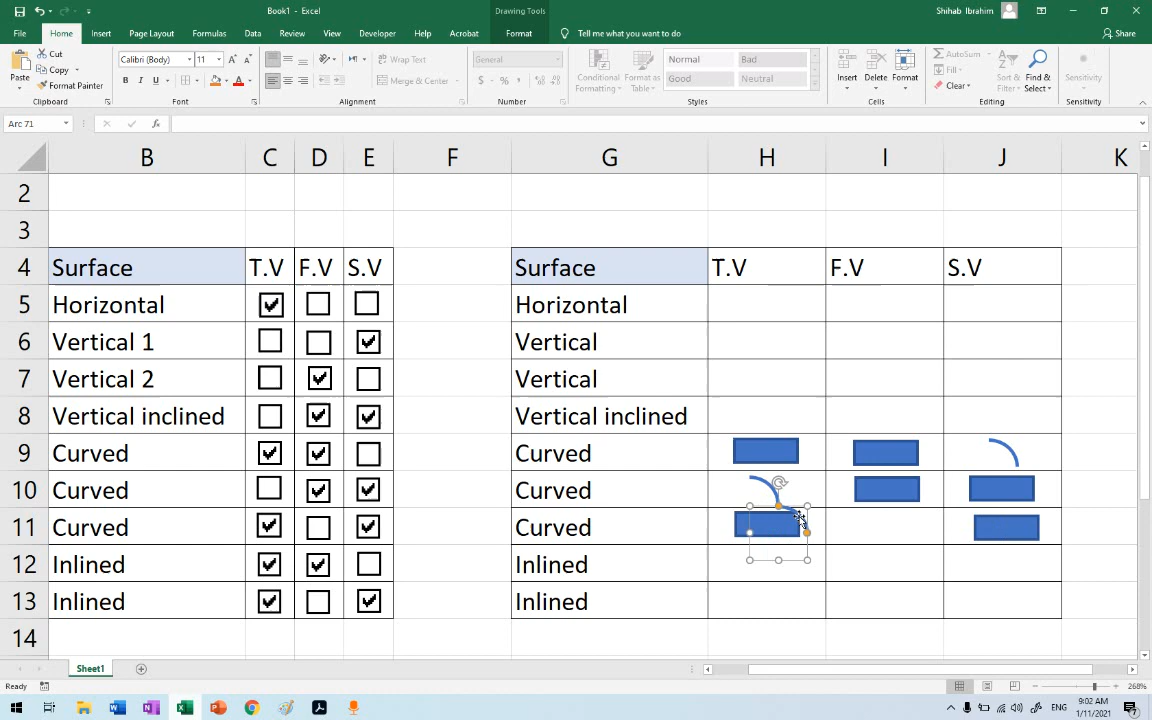 Book1 - Excel
Drawing Tools
Shihab Ibrahim
File Home Insert Page Layout Formulas Data Review View Developer Help Acrobat Format Tell me what you want to do Share
Paste
Cut
Copy
Format Painter
Clipboard
Calibri (Body) 11
B I U
Font
Wrap Text
Merge & Center
Alignment
General
Number
Conditional Formatting
Format as Table
Normal Bad
Good Neutral
Styles
Insert Delete Format
Cells
AutoSum
Fill
Clear
Sort & Filter
Find & Select
Editing
Sensitivity
Sensitivity
Arc 71
fx
B C D E F G H I J K
2
3
4 Surface T.V F.V S.V Surface T.V F.V S.V
5 Horizontal Horizontal
6 Vertical 1 Vertical
7 Vertical 2 Vertical
8 Vertical inclined Vertical inclined
9 Curved Curved
10 Curved Curved
11 Curved Curved
12 Inlined Inlined
13 Inlined Inlined
14
Sheet1
Ready
268%
ENG
9:02 AM
1/11/2021